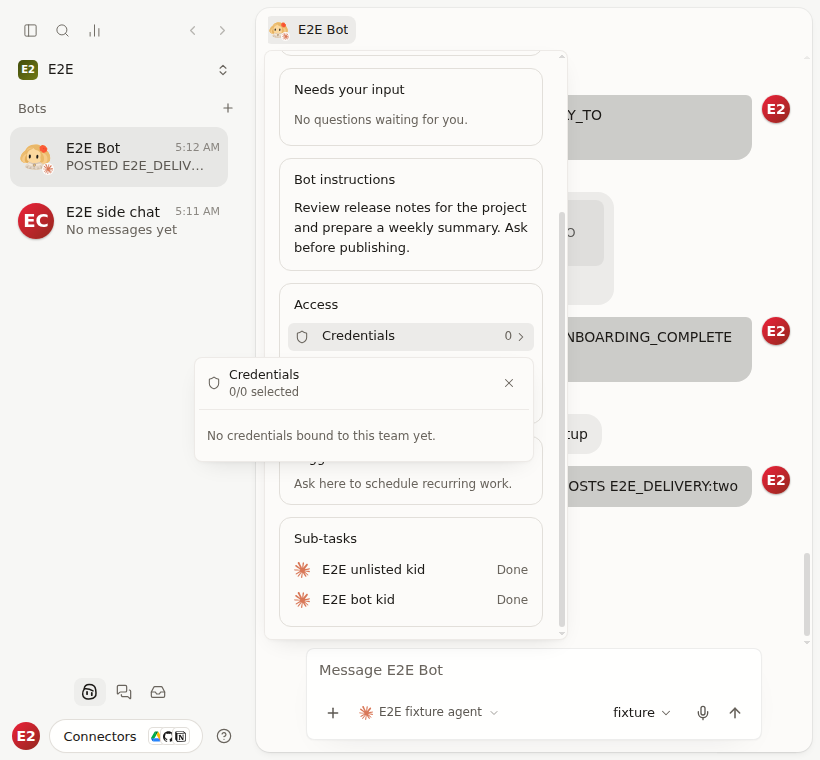 E2 E2E
Bots
E2E Bot 5:12 AM
POSTED E2E_DELIV…
EC E2E side chat 5:11 AM
No messages yet
E2 Connectors
E2E Bot
Needs your input
No questions waiting for you.
Bot instructions
Review release notes for the project
and prepare a weekly summary. Ask
before publishing.
Access
Credentials 0
Credentials
0/0 selected
No credentials bound to this team yet.
Ask here to schedule recurring work.
Sub-tasks
E2E unlisted kid Done
E2E bot kid Done
Y_TO E2
O
NBOARDING_COMPLETE E2
tup
OSTS E2E_DELIVERY:two E2
Message E2E Bot
E2E fixture agent fixture